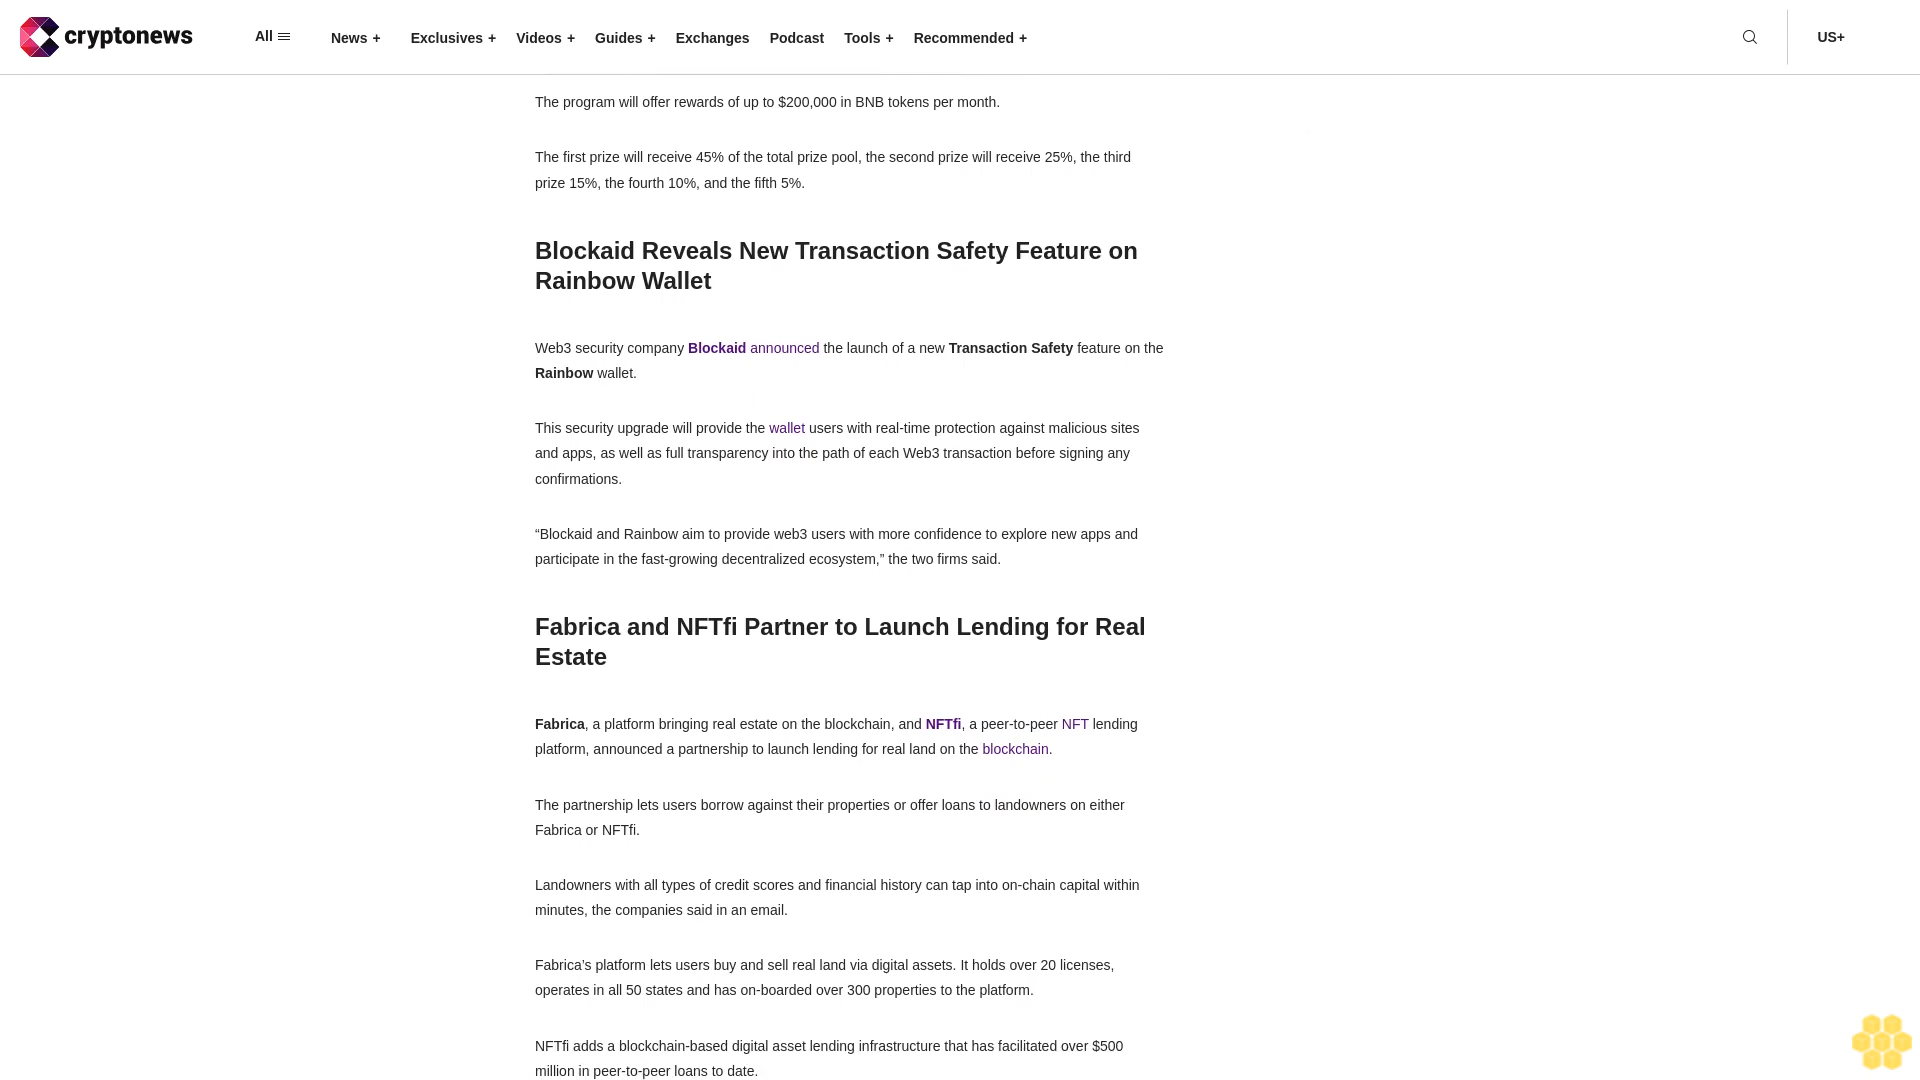 cryptonews
All
News +
Exclusives +
Videos +
Guides +
Exchanges
Podcast
Tools +
Recommended +
US+
The program will offer rewards of up to $200,000 in BNB tokens per month.
The first prize will receive 45% of the total prize pool, the second prize will receive 25%, the third
prize 15%, the fourth 10%, and the fifth 5%.
Blockaid Reveals New Transaction Safety Feature on
Rainbow Wallet
Web3 security company Blockaid announced the launch of a new Transaction Safety feature on the
Rainbow wallet.
This security upgrade will provide the wallet users with real-time protection against malicious sites
and apps, as well as full transparency into the path of each Web3 transaction before signing any
confirmations.
“Blockaid and Rainbow aim to provide web3 users with more confidence to explore new apps and
participate in the fast-growing decentralized ecosystem,” the two firms said.
Fabrica and NFTfi Partner to Launch Lending for Real
Estate
Fabrica, a platform bringing real estate on the blockchain, and NFTfi, a peer-to-peer NFT lending
platform, announced a partnership to launch lending for real land on the blockchain.
The partnership lets users borrow against their properties or offer loans to landowners on either
Fabrica or NFTfi.
Landowners with all types of credit scores and financial history can tap into on-chain capital within
minutes, the companies said in an email.
Fabrica’s platform lets users buy and sell real land via digital assets. It holds over 20 licenses,
operates in all 50 states and has on-boarded over 300 properties to the platform.
NFTfi adds a blockchain-based digital asset lending infrastructure that has facilitated over $500
million in peer-to-peer loans to date.